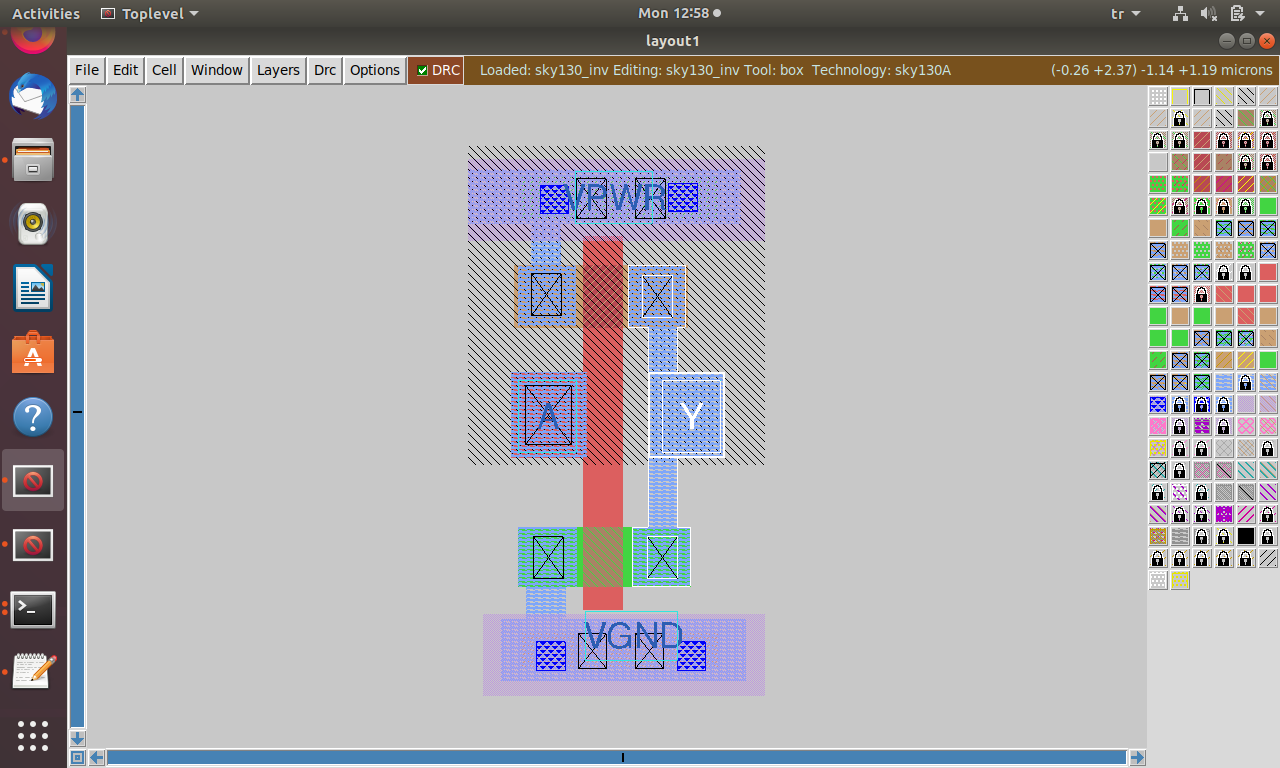 Activities Toplevel Mon 12:58 tr
layout1
File Edit Cell Window Layers Drc Options DRC Loaded: sky130_inv Editing: sky130_inv Tool: box Technology: sky130A (-0.26 +2.37) -1.14 +1.19 microns
VPWR
A Y
VGND